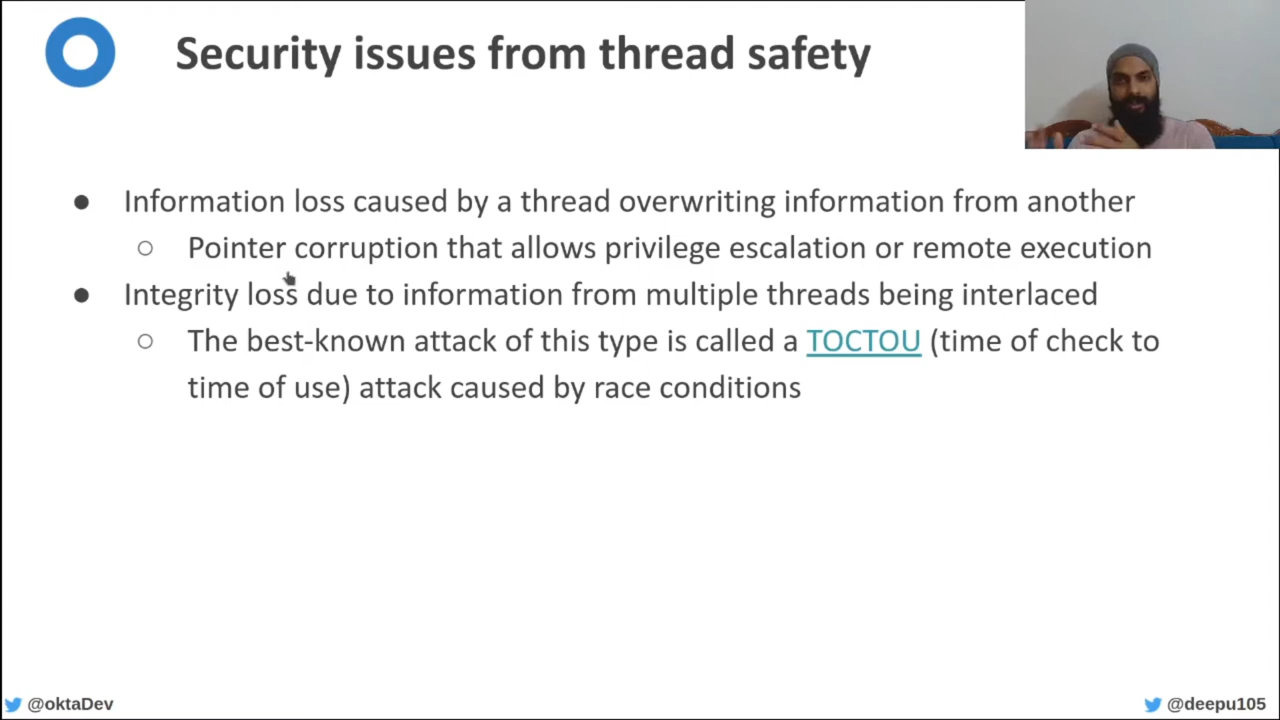 Security issues from thread safety
● Information loss caused by a thread overwriting information from another
○ Pointer corruption that allows privilege escalation or remote execution
● Integrity loss due to information from multiple threads being interlaced
○ The best-known attack of this type is called a TOCTOU (time of check to
time of use) attack caused by race conditions
@oktaDev
@deepu105